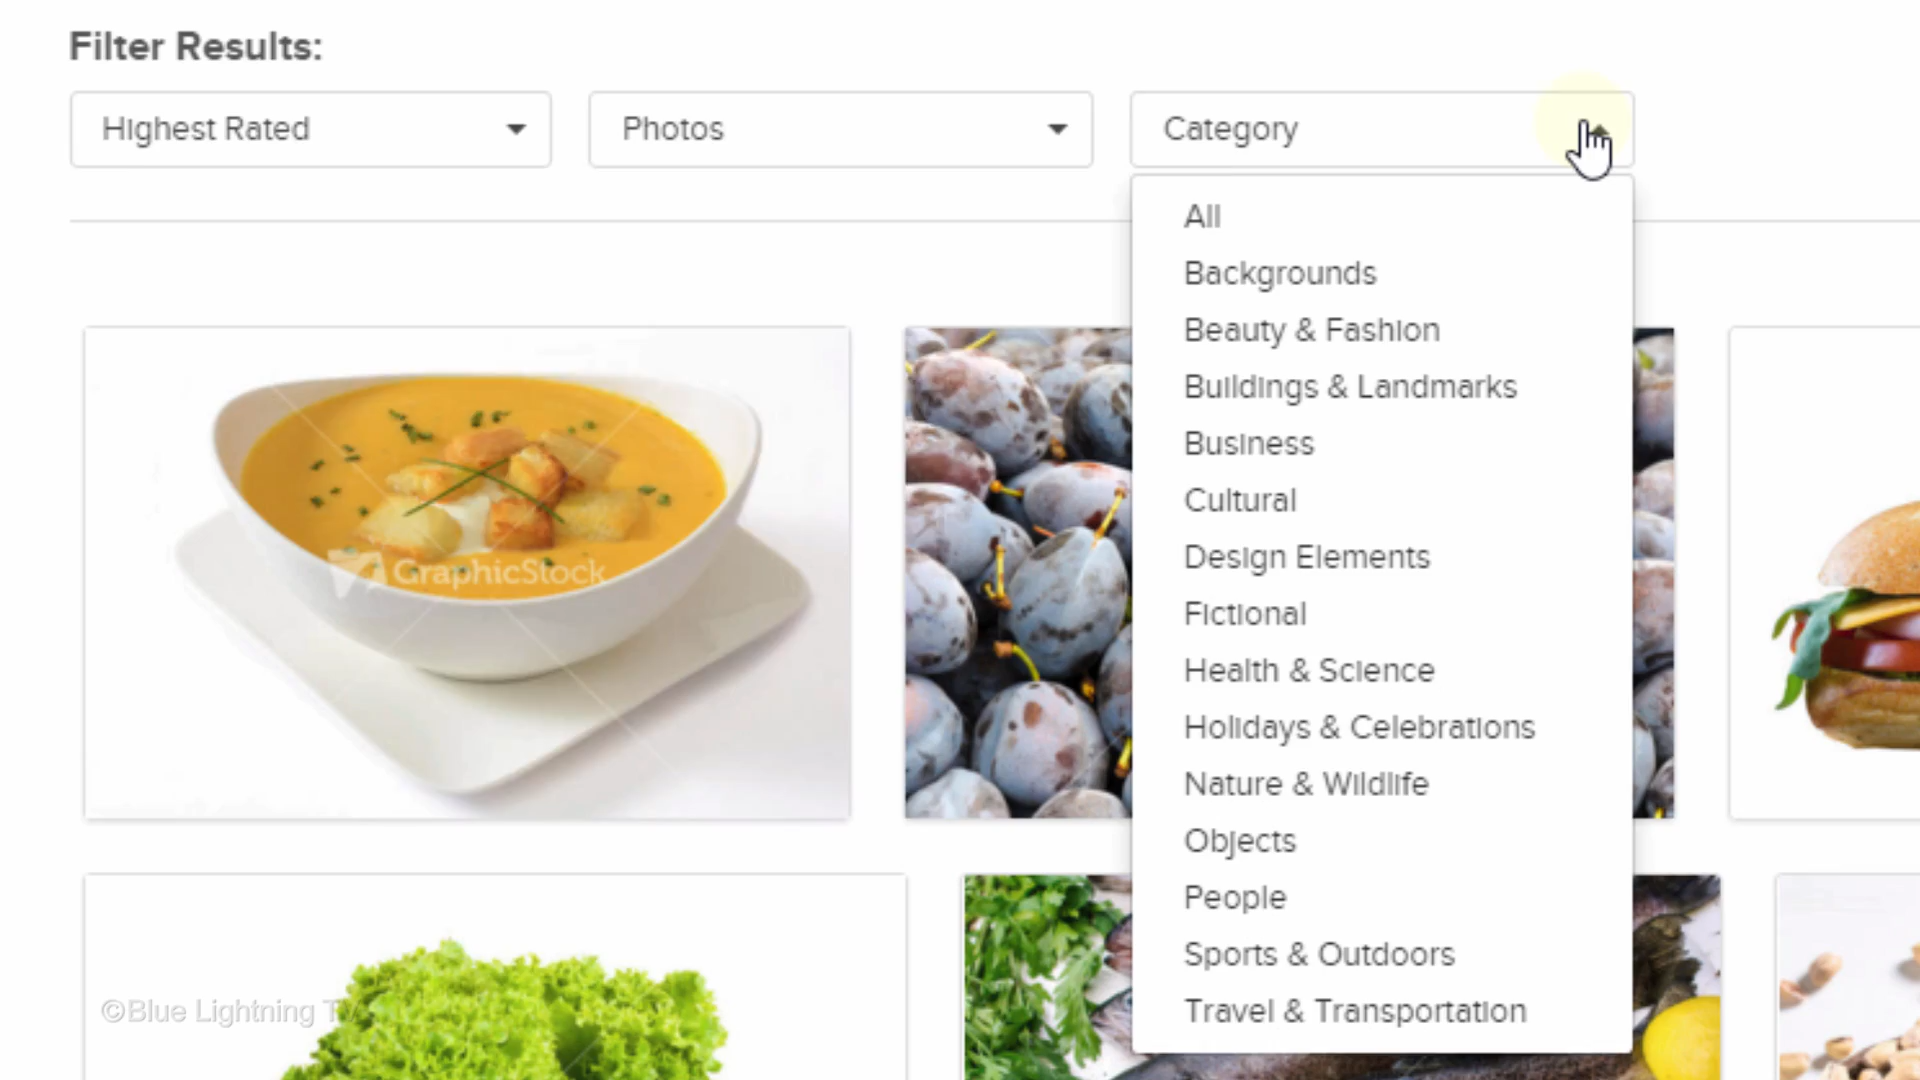 Filter Results:
Highest Rated
Photos
Category
All
Backgrounds
Beauty & Fashion
Buildings & Landmarks
Business
Cultural
Design Elements
Fictional
Health & Science
Holidays & Celebrations
Nature & Wildlife
Objects
People
Sports & Outdoors
Travel & Transportation
GraphicStock
©Blue Lightning TV